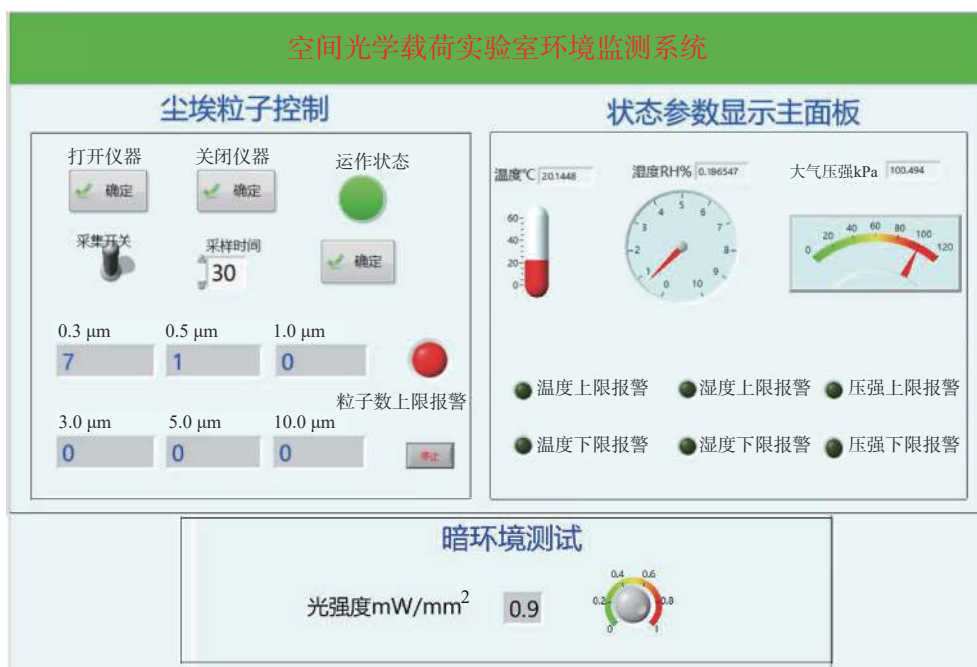 空间光学载荷实验室环境监测系统
尘埃粒子控制
打开仪器 关闭仪器 运作状态
确定 确定
采集开关 采样时间
30 确定
0.3 μm 0.5 μm 1.0 μm
7 1 0
粒子数上限报警
3.0 μm 5.0 μm 10.0 μm
0 0 0 停止
状态参数显示主面板
温度℃ 20.1448 湿度RH% 0.186547 大气压强kPa 100.494
60
40
20
0
0 1 2 3 4 5 6 7 8 9 10
0 20 40 60 80 100 120
温度上限报警 湿度上限报警 压强上限报警
温度下限报警 湿度下限报警 压强下限报警
暗环境测试
光强度mW/mm² 0.9
0 0.2 0.4 0.6 0.8 1